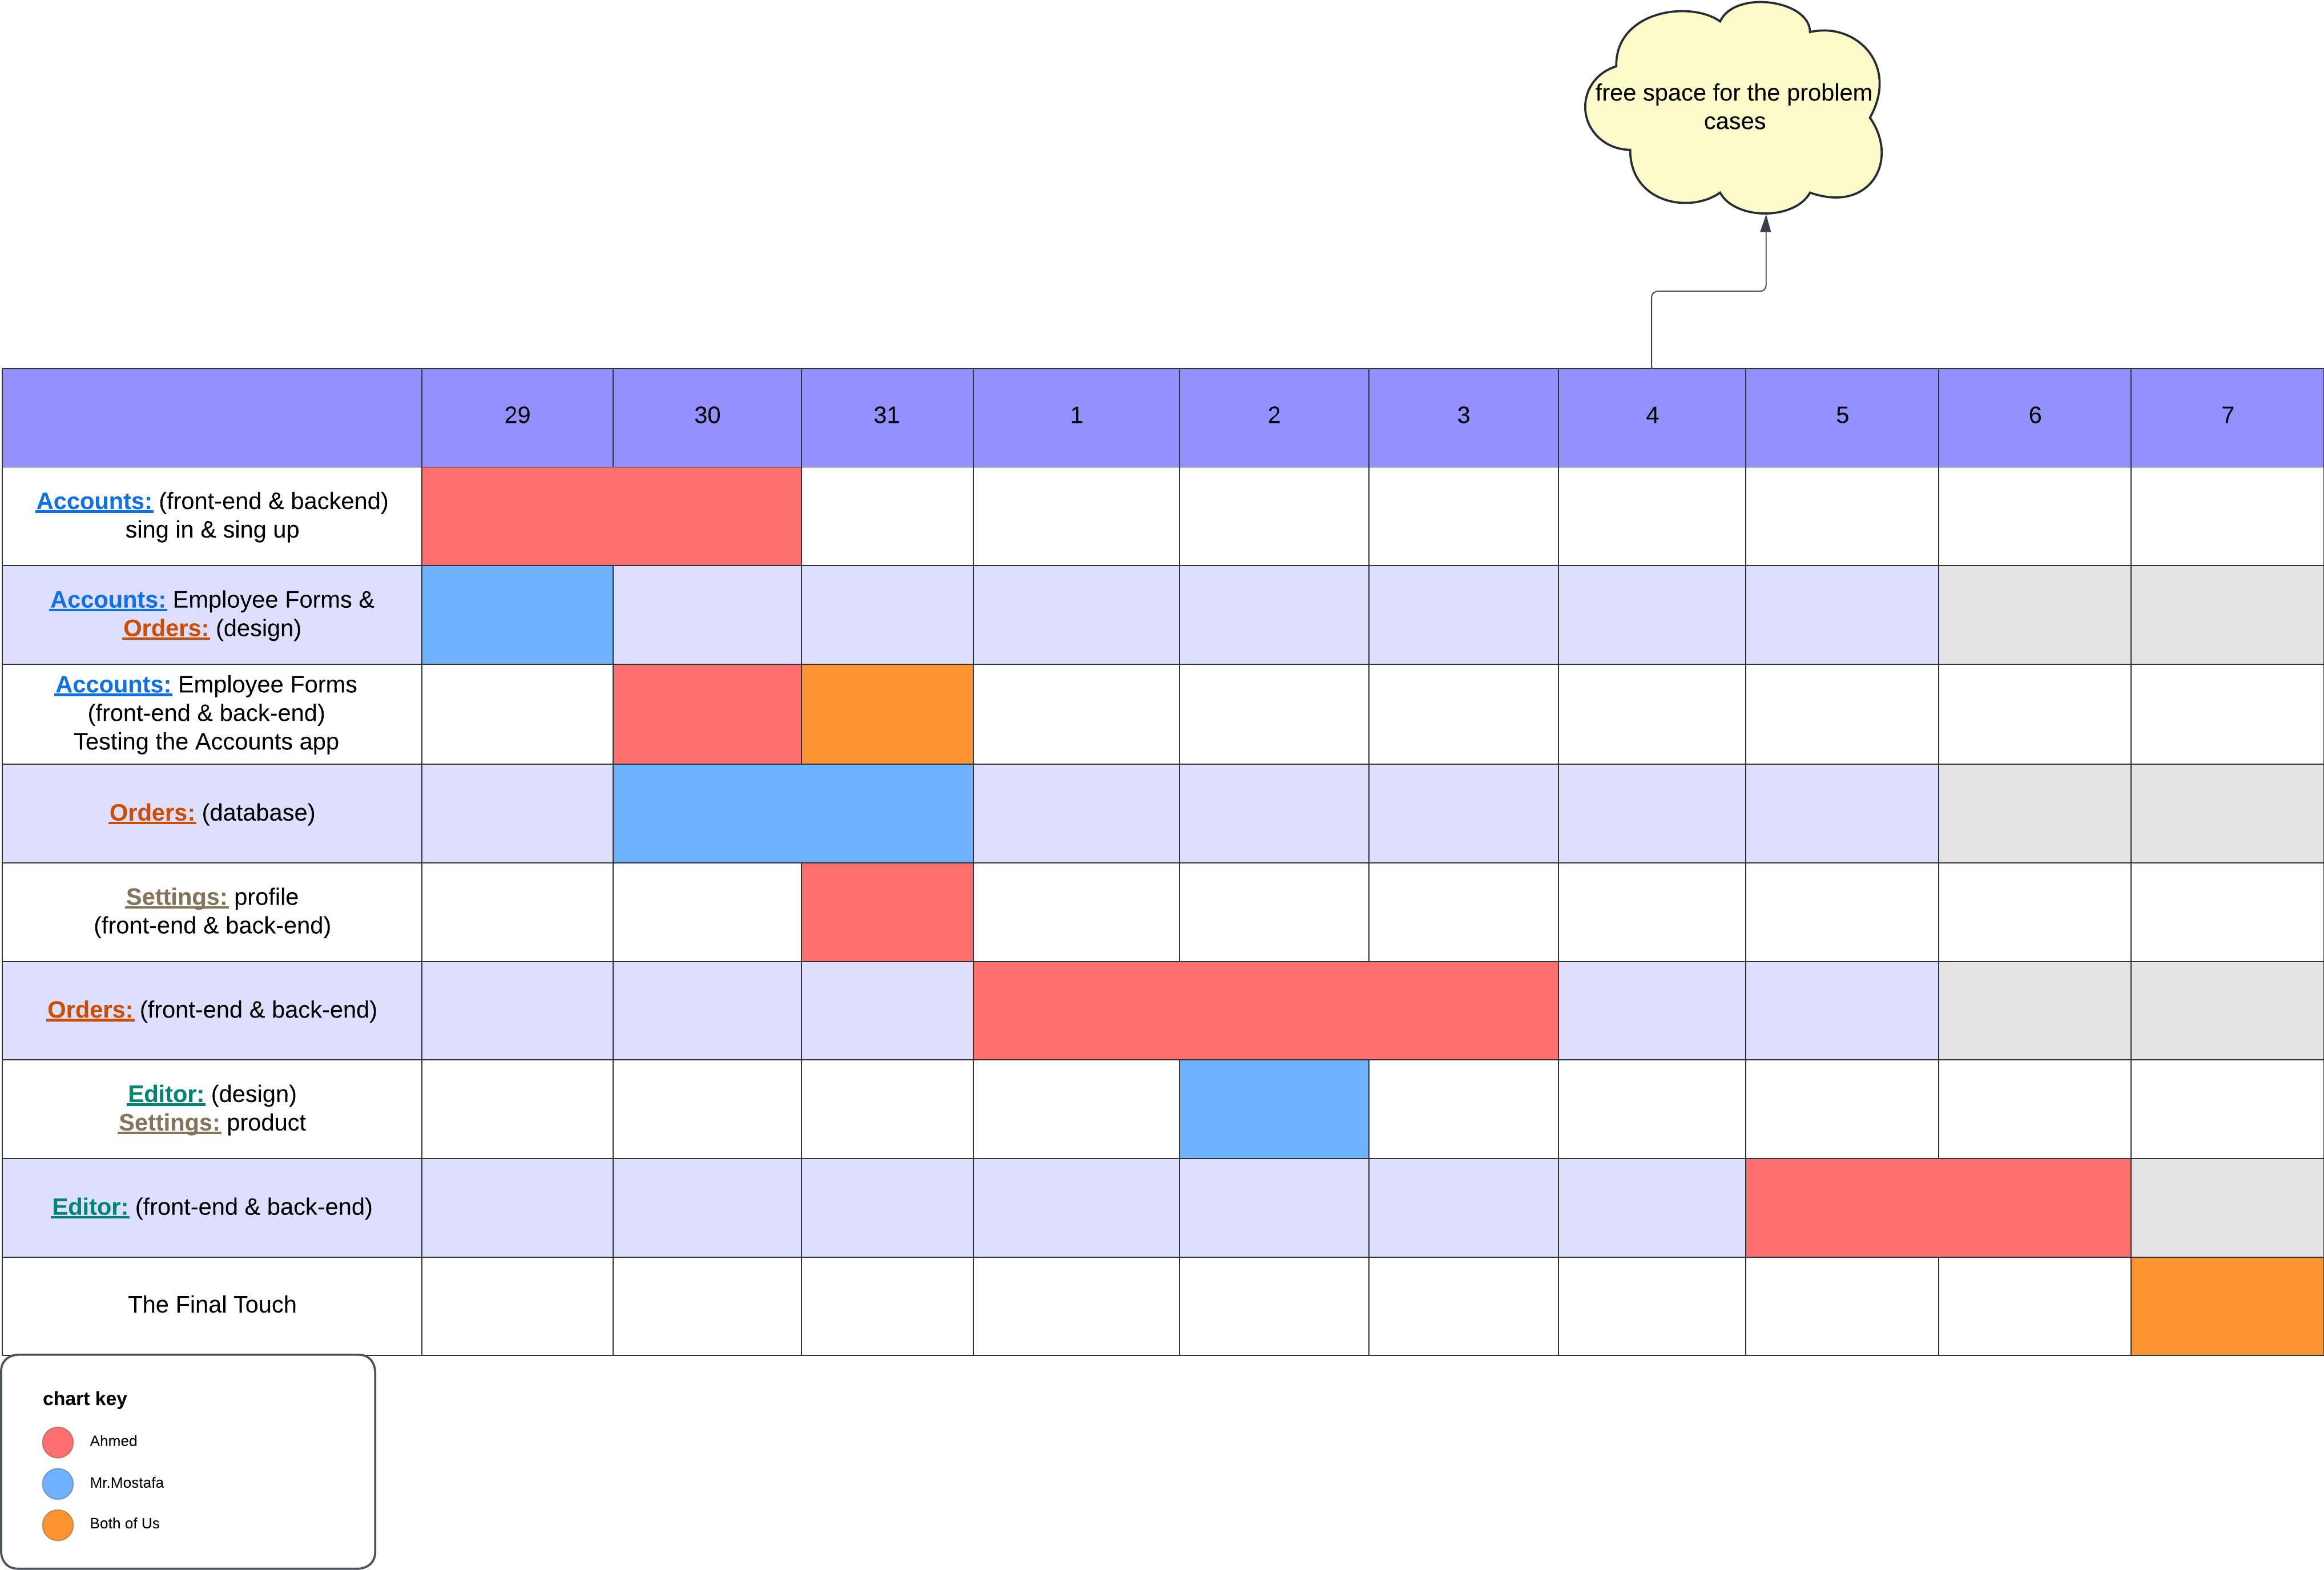 free space for the problem
cases
29 30 31 1 2 3 4 5 6 7
Accounts: (front-end & backend)
sing in & sing up
Accounts: Employee Forms &
Orders: (design)
Accounts: Employee Forms
(front-end & back-end)
Testing the Accounts app
Orders: (database)
Settings: profile
(front-end & back-end)
Orders: (front-end & back-end)
Editor: (design)
Settings: product
Editor: (front-end & back-end)
The Final Touch
chart key
Ahmed
Mr.Mostafa
Both of Us